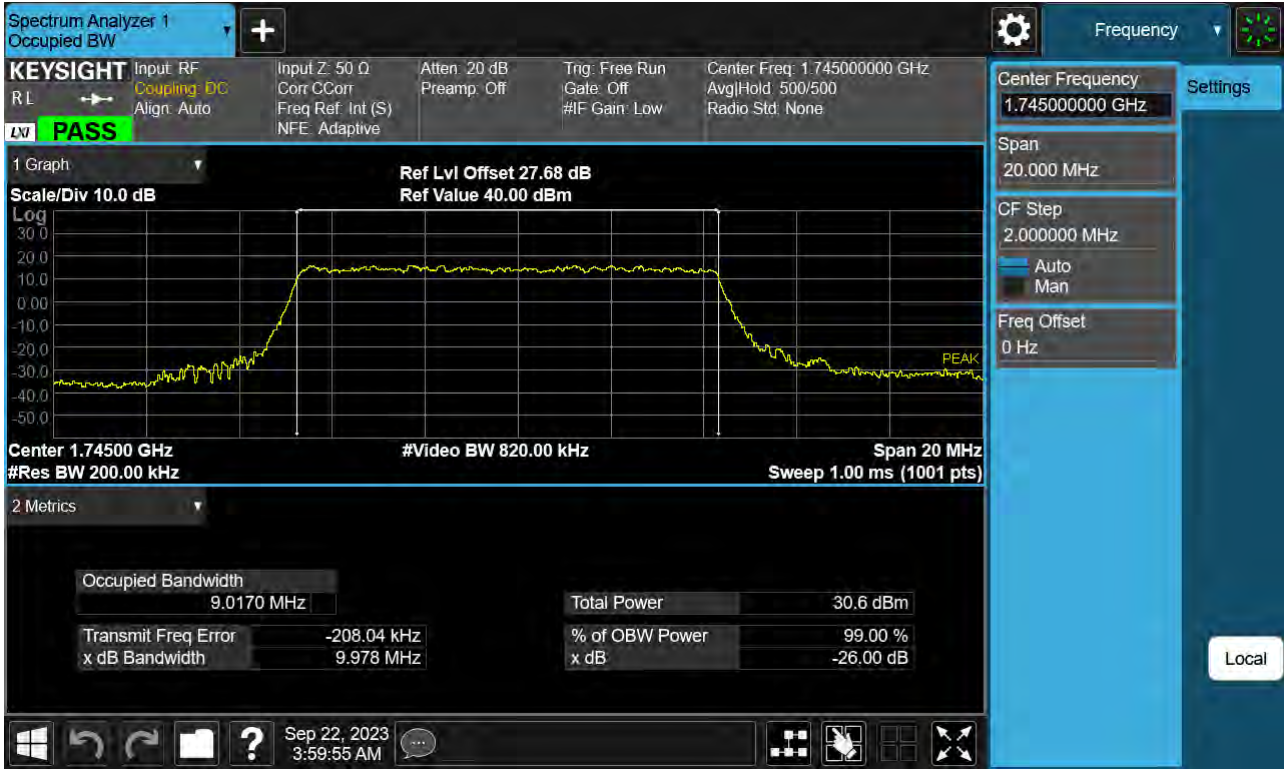 Spectrum Analyzer 1
Occupied BW
Frequency
KEYSIGHT
RL
LXI
PASS
Input: RF
Coupling: DC
Align: Auto
Input Z: 50 Ω
Corr CCorr
Freq Ref: Int (S)
NFE: Adaptive
Atten: 20 dB
Preamp: Off
Trig: Free Run
Gate: Off
#IF Gain: Low
Center Freq: 1.745000000 GHz
Avg|Hold: 500/500
Radio Std: None
1 Graph
Scale/Div 10.0 dB
Ref Lvl Offset 27.68 dB
Ref Value 40.00 dBm
Log
30.0
20.0
10.0
0.00
-10.0
-20.0
-30.0
-40.0
-50.0
PEAK
Center 1.74500 GHz
#Video BW 820.00 kHz
Span 20 MHz
#Res BW 200.00 kHz
Sweep 1.00 ms (1001 pts)
2 Metrics
Occupied Bandwidth
9.0170 MHz
Transmit Freq Error -208.04 kHz
x dB Bandwidth 9.978 MHz
Total Power 30.6 dBm
% of OBW Power 99.00 %
x dB -26.00 dB
Center Frequency
1.745000000 GHz
Span
20.000 MHz
CF Step
2.000000 MHz
Auto
Man
Freq Offset
0 Hz
Settings
Local
?
Sep 22, 2023
3:59:55 AM